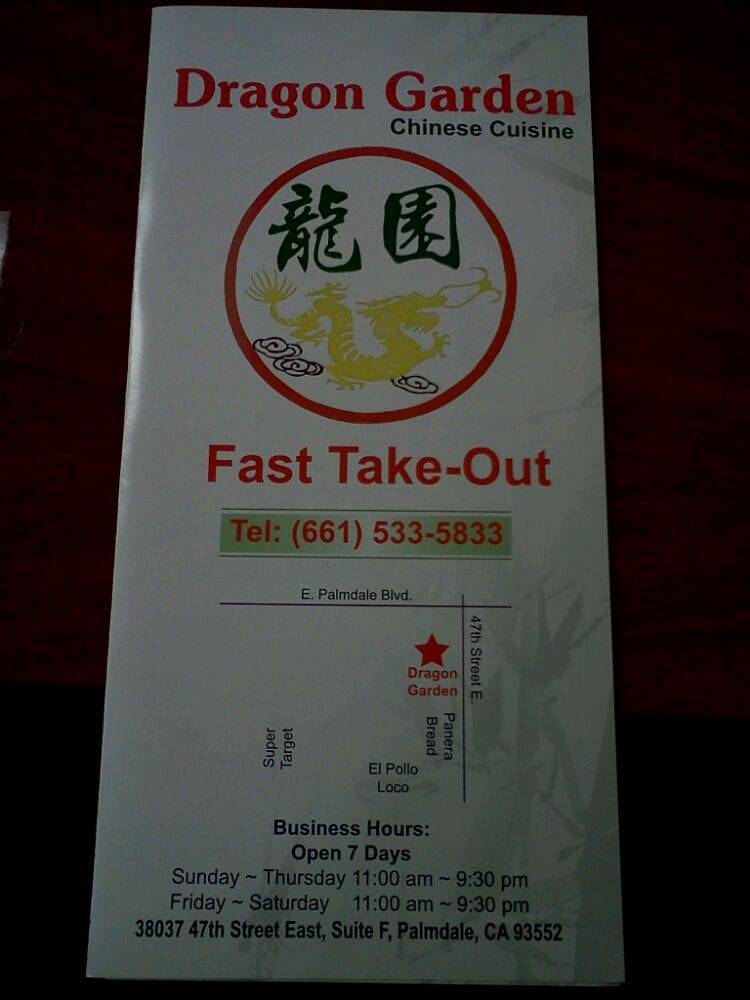 Dragon Garden
Chinese Cuisine
龍園
Fast Take-Out
Tel: (661) 533-5833
E. Palmdale Blvd.
47th Street E.
Dragon
Garden
Panera
Bread
Super
Target
El Pollo
Loco
Business Hours:
Open 7 Days
Sunday ~ Thursday 11:00 am ~ 9:30 pm
Friday ~ Saturday 11:00 am ~ 9:30 pm
38037 47th Street East, Suite F, Palmdale, CA 93552